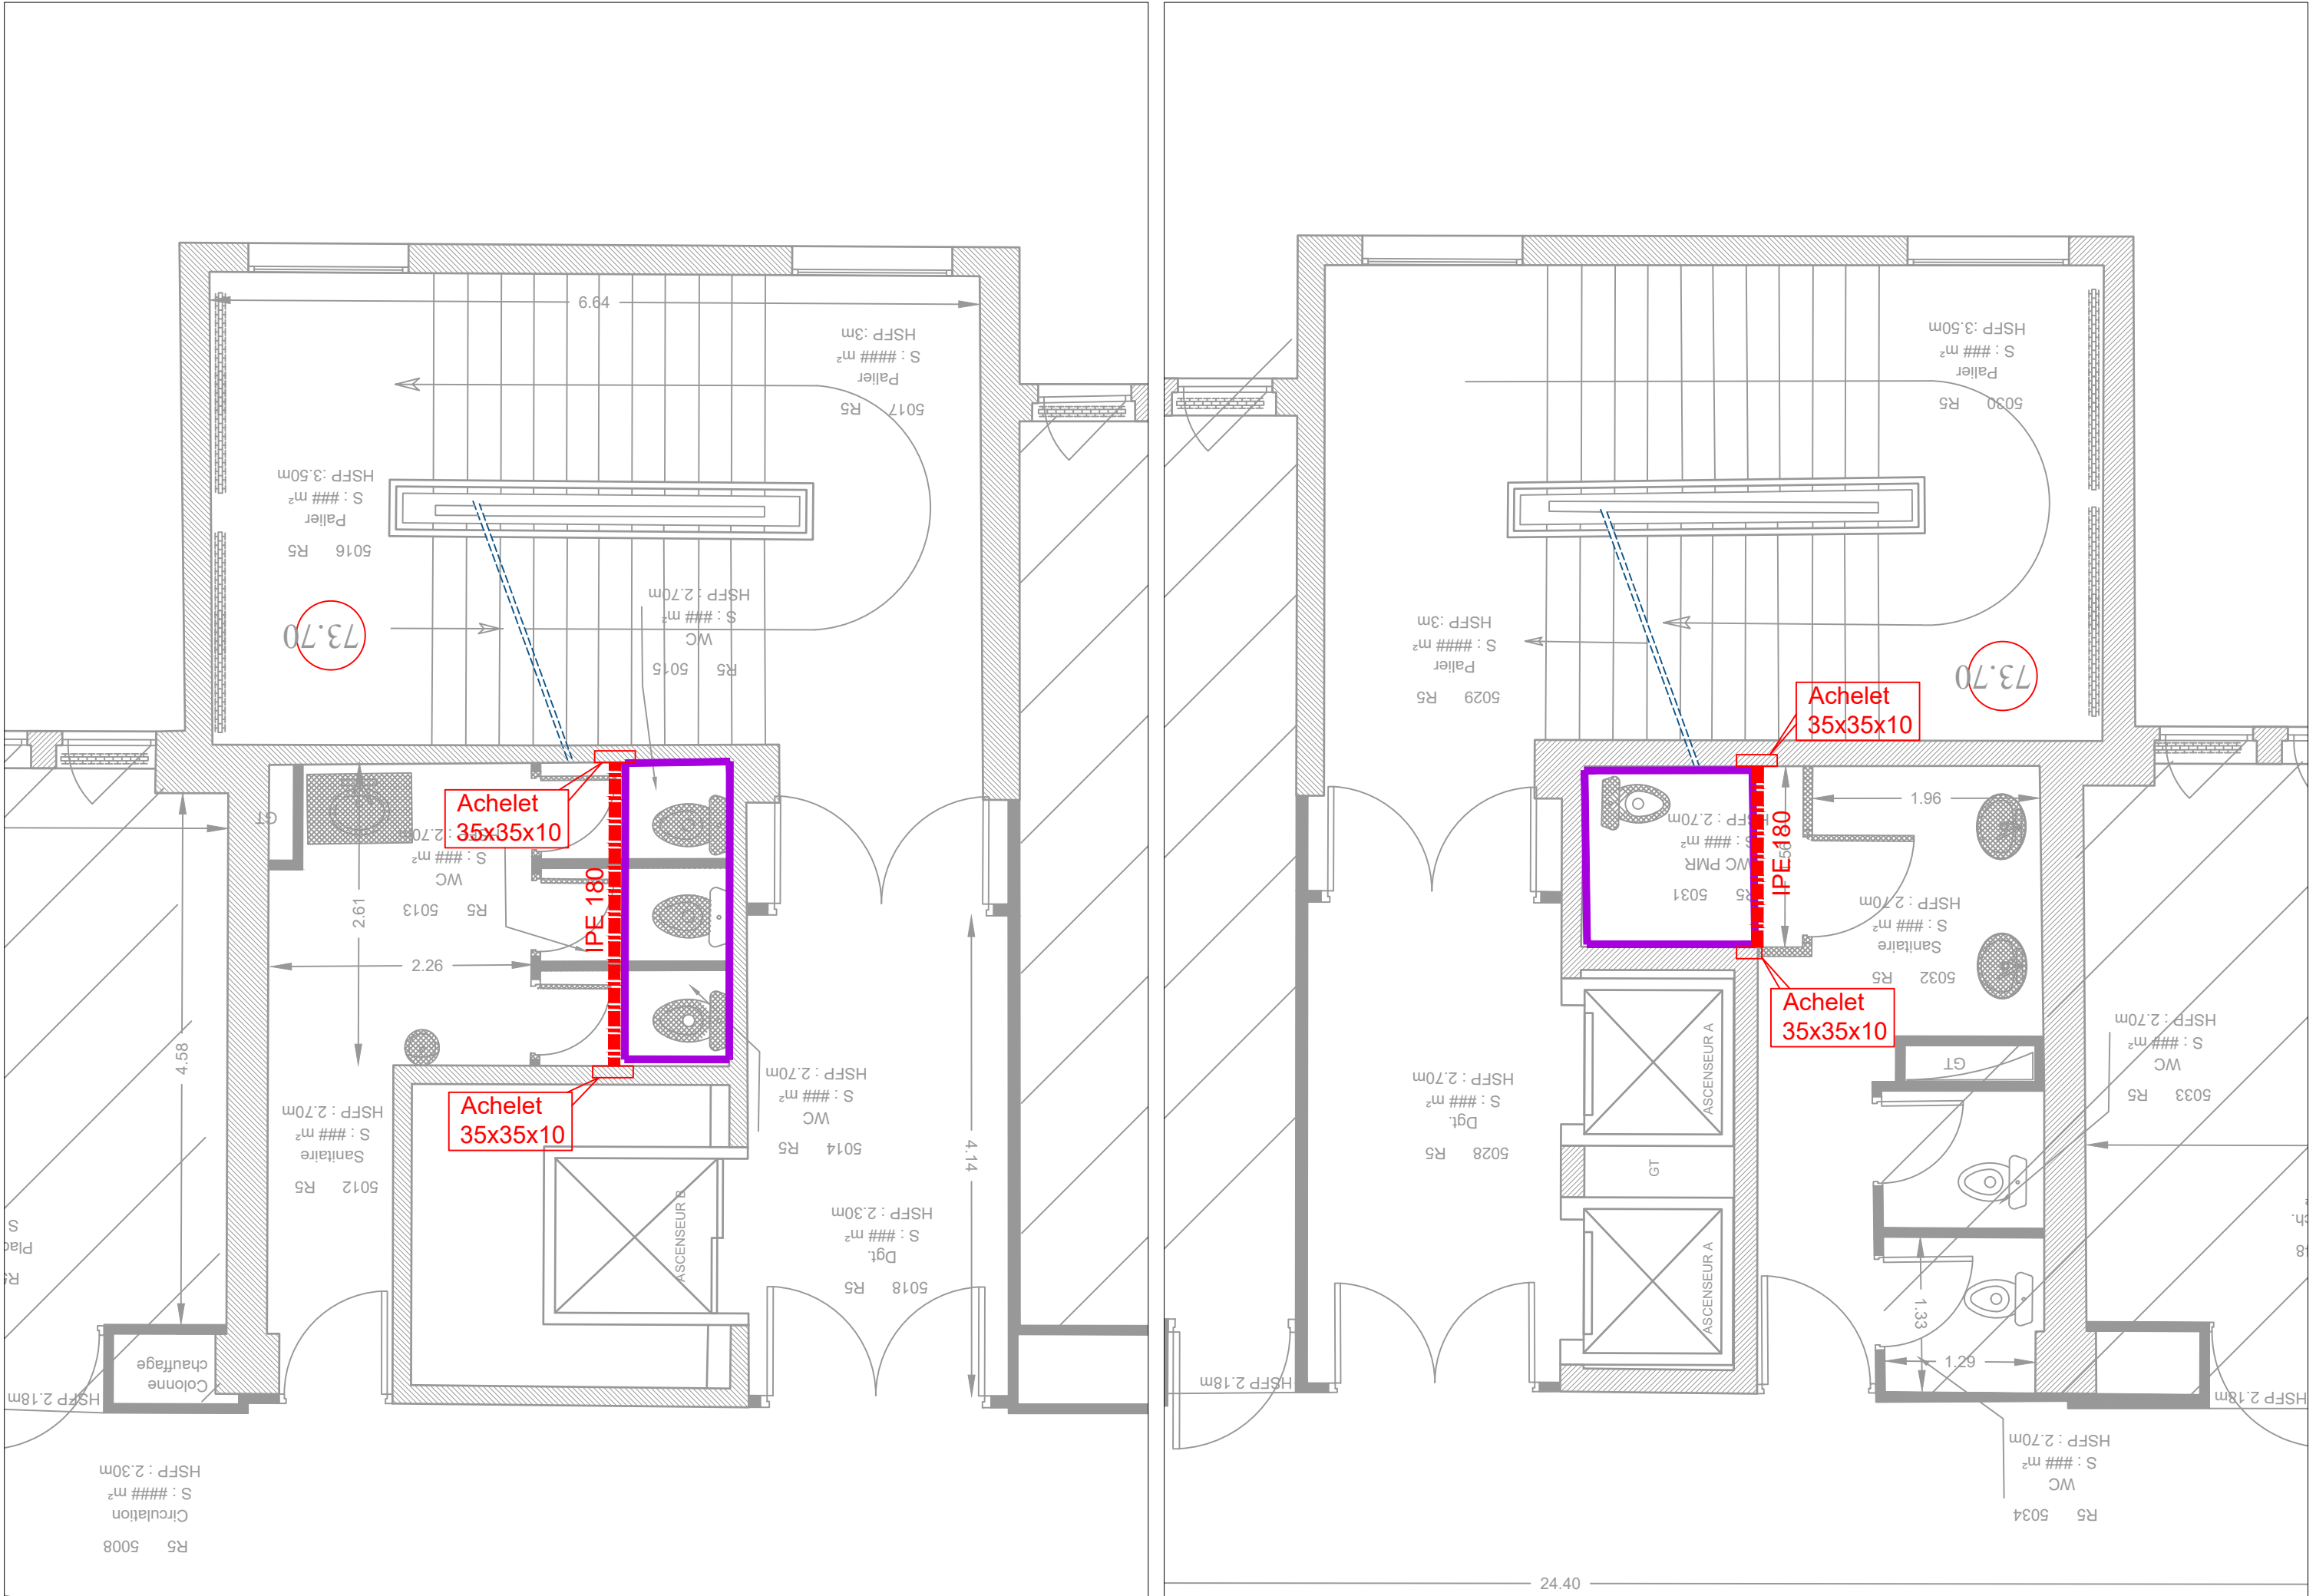 6.64
HSFP :3m
S : #### m²
Palier
5017 R5
HSFP :3.50m
S : ### m²
Palier
5016 R5
73.70
HSFP : 2.70m
S : ### m²
WC
5015 R5
Achelet
35x35x10
GT
HSFP : 2.70m
S : ### m²
WC
5013 R5
2.61
2.26
IPE 180
4.58
Achelet
35x35x10
HSFP : 2.70m
S : ### m²
Sanitaire
5012 R5
HSFP : 2.70m
S : ### m²
WC
5014 R5
ASCENSEUR B
4.14
HSFP : 2.30m
S : ### m²
Dgt.
5018 R5
S
Plac
R5
Colonne
chauffage
HSFP 2.18m
HSFP : 2.30m
S : #### m²
Circulation
5008 R5
HSFP :3.50m
S : ### m²
Palier
5030 R5
HSFP :3m
S : #### m²
Palier
5029 R5
73.70
Achelet
35x35x10
1.96
HSFP : 2.70m
S : ### m²
WC PMR
5031 R5
IPE 180
HSFP : 2.70m
S : ### m²
Sanitaire
5032 R5
Achelet
35x35x10
ASCENSEUR A
GT
ASCENSEUR A
HSFP : 2.70m
S : ### m²
Dgt.
5028 R5
GT
HSFP : 2.70m
S : ### m²
WC
5033 R5
1.33
1.29
HSFP 2.18m
HSFP 2.18m
HSFP : 2.70m
S : ### m²
WC
5034 R5
24.40